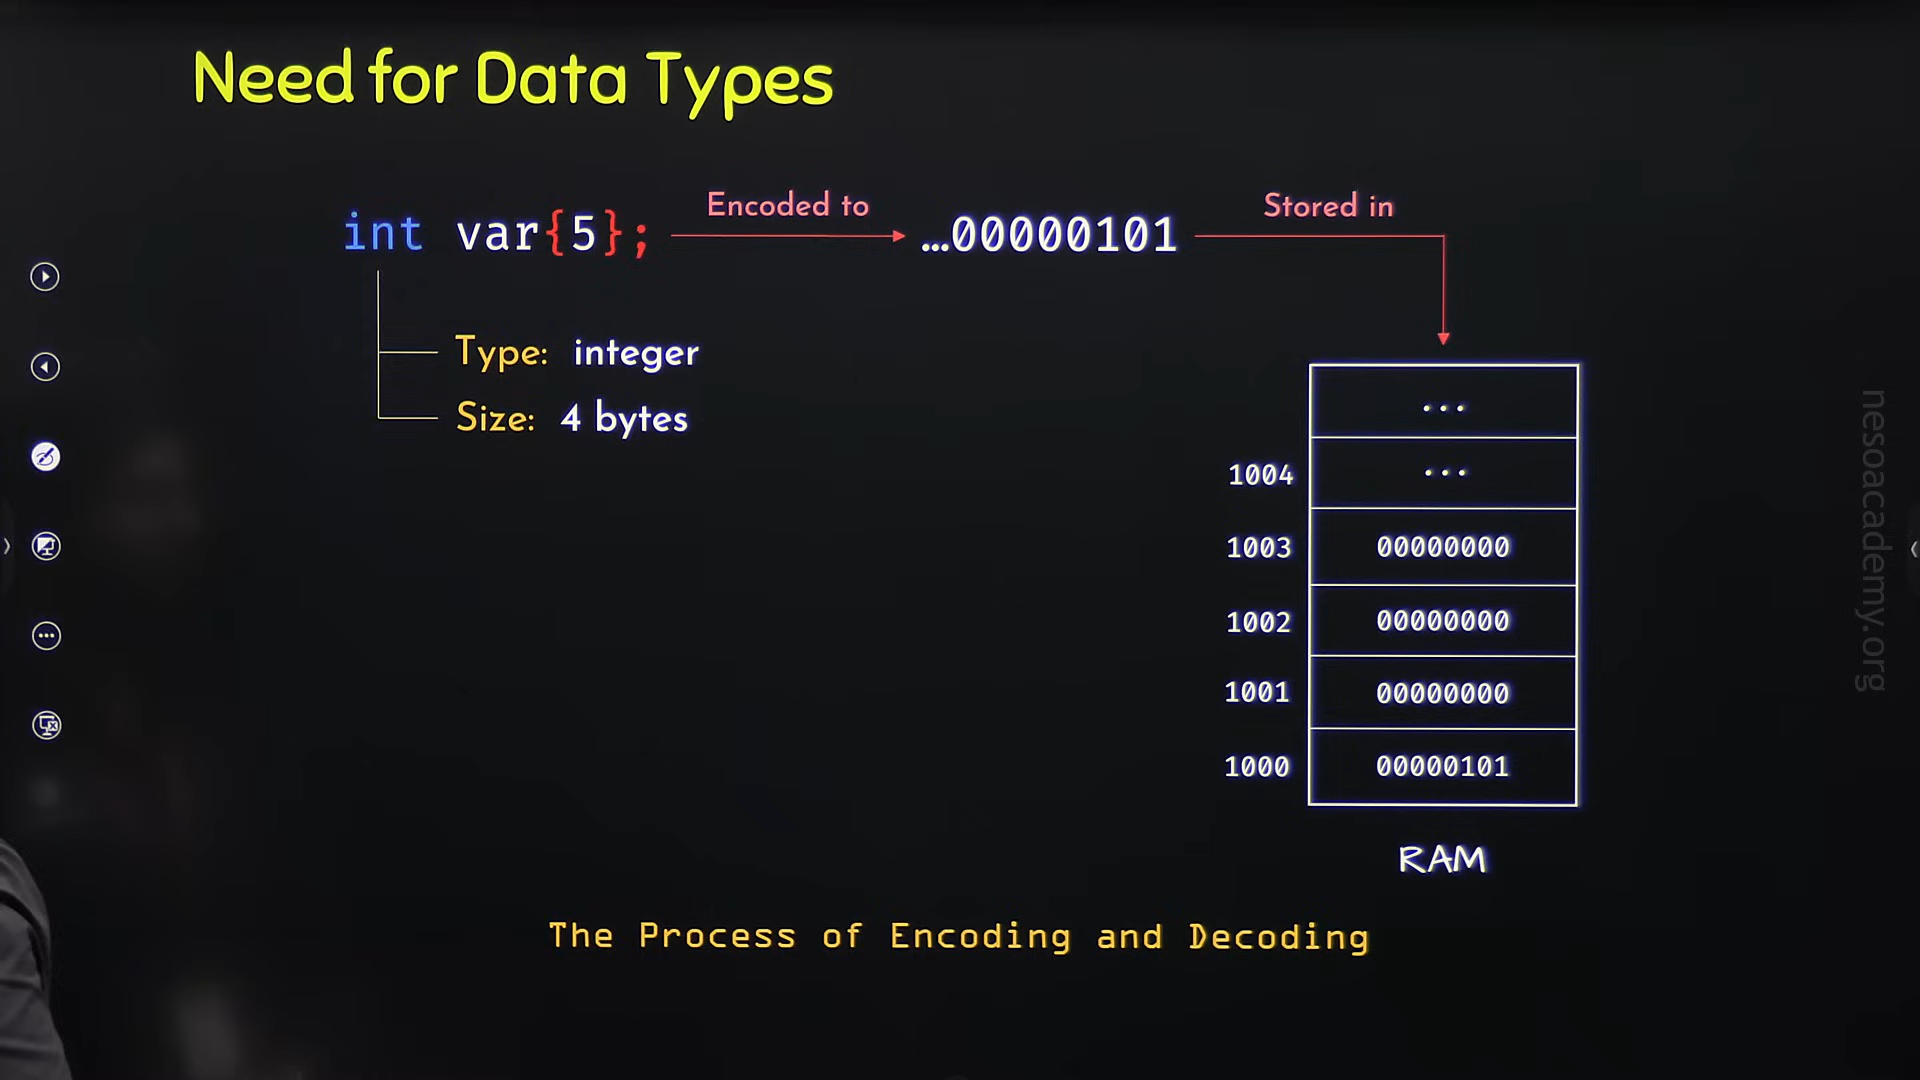 Need for Data Types
int var{5};
Encoded to
…00000101
Stored in
Type: integer
Size: 4 bytes
...
1004 ...
1003 00000000
1002 00000000
1001 00000000
1000 00000101
RAM
The Process of Encoding and Decoding
nesoacademy.org